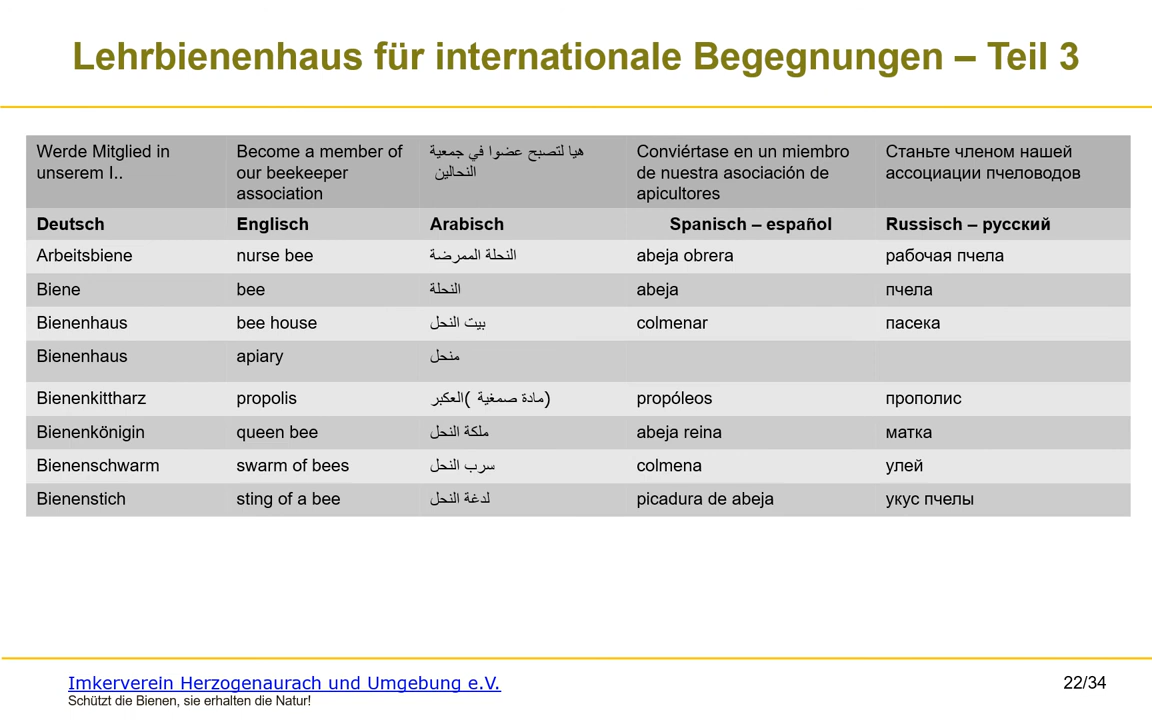 Lehrbienenhaus für internationale Begegnungen – Teil 3
Werde Mitglied in unserem I.. Become a member of our beekeeper association هيا لتصبح عضوا في جمعية النحالين Conviértase en un miembro de nuestra asociación de apicultores Станьте членом нашей ассоциации пчеловодов
Deutsch Englisch Arabisch Spanisch – español Russisch – русский
Arbeitsbiene nurse bee النحلة الممرضة abeja obrera рабочая пчела
Biene bee النحلة abeja пчела
Bienenhaus bee house بيت النحل colmenar пасека
Bienenhaus apiary منحل
Bienenkittharz propolis العكبر( مادة صمغية) propóleos прополис
Bienenkönigin queen bee ملكة النحل abeja reina матка
Bienenschwarm swarm of bees سرب النحل colmena улей
Bienenstich sting of a bee لدغة النحل picadura de abeja укус пчелы
Imkerverein Herzogenaurach und Umgebung e.V. 22/34
Schützt die Bienen, sie erhalten die Natur!